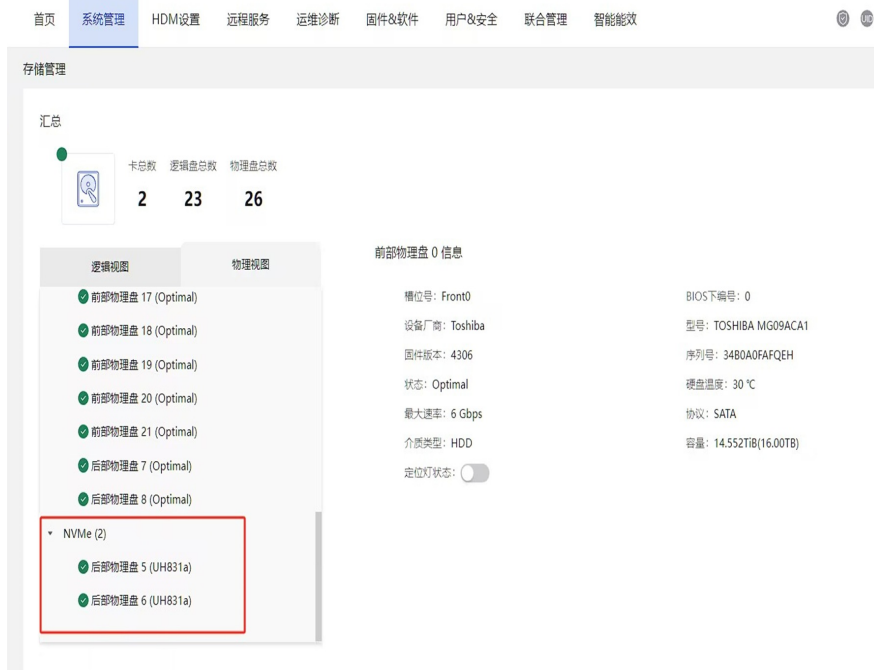 首页 系统管理 HDM设置 远程服务 运维诊断 固件&软件 用户&安全 联合管理 智能能效 UID
存储管理
汇总
卡总数 逻辑盘总数 物理盘总数
2 23 26
逻辑视图 物理视图
前部物理盘 17 (Optimal)
前部物理盘 18 (Optimal)
前部物理盘 19 (Optimal)
前部物理盘 20 (Optimal)
前部物理盘 21 (Optimal)
后部物理盘 7 (Optimal)
后部物理盘 8 (Optimal)
NVMe (2)
后部物理盘 5 (UH831a)
后部物理盘 6 (UH831a)
前部物理盘 0 信息
槽位号: Front0 BIOS下编号: 0
设备厂商: Toshiba 型号: TOSHIBA MG09ACA1
固件版本: 4306 序列号: 34B0A0FAFQEH
状态: Optimal 硬盘温度: 30 ℃
最大速率: 6 Gbps 协议: SATA
介质类型: HDD 容量: 14.552TiB(16.00TB)
定位灯状态: